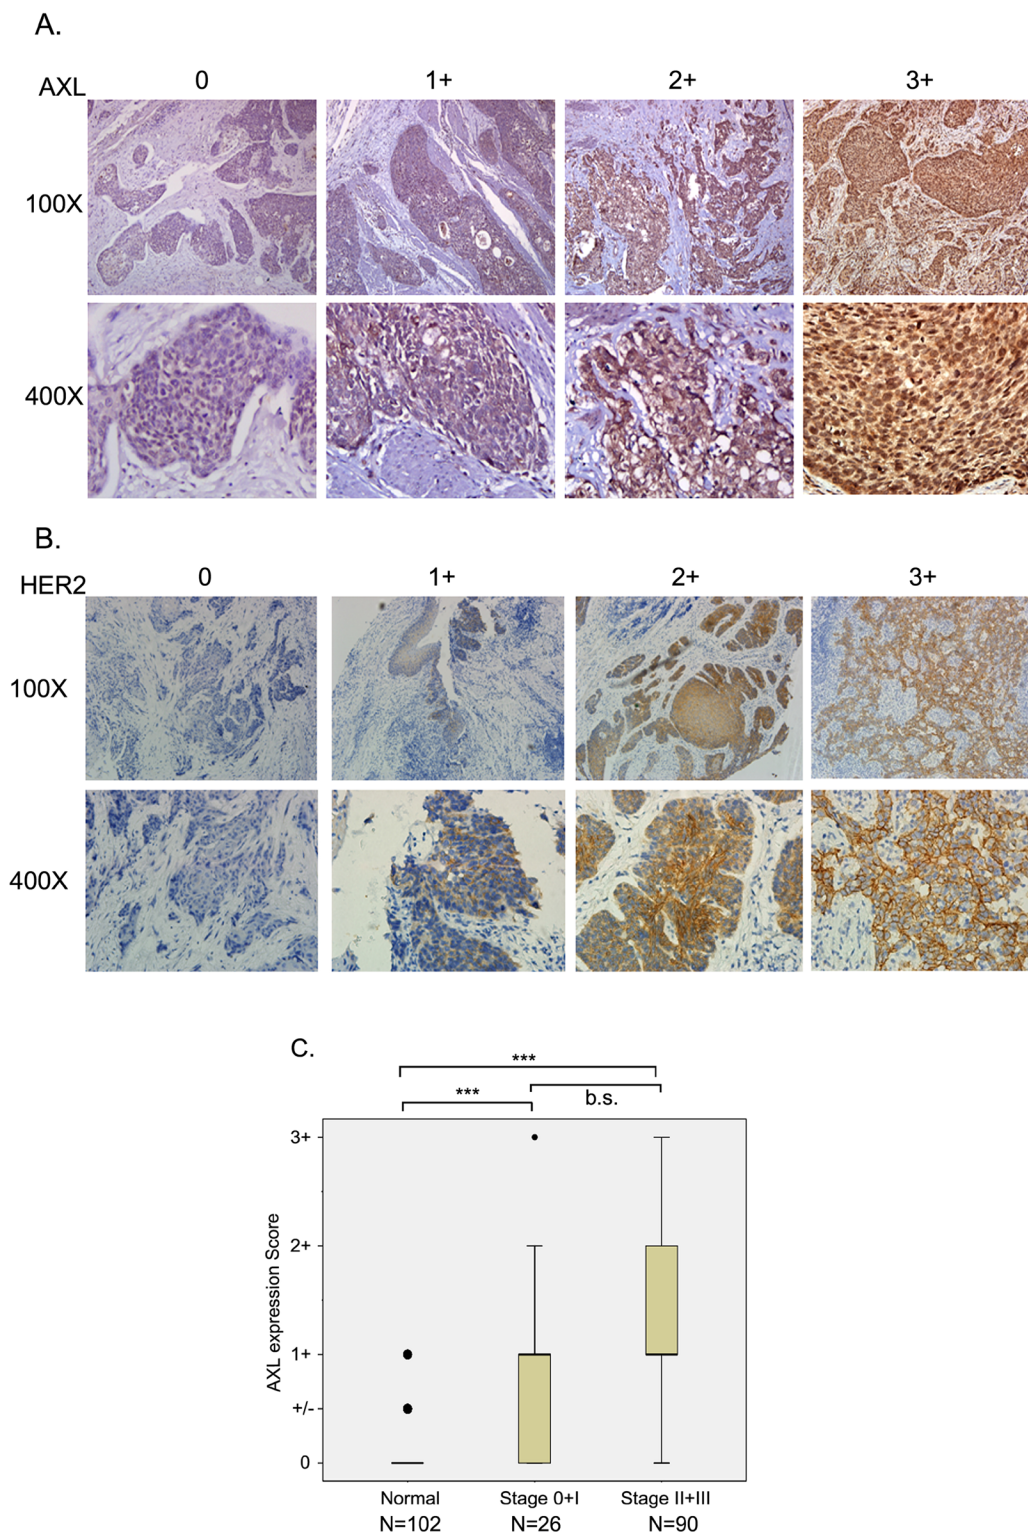 A.
AXL 0 1+ 2+ 3+
100X
400X
B.
HER2 0 1+ 2+ 3+
100X
400X
C.
***
*** b.s.
AXL expression Score
3+
2+
1+
+/-
0
Normal Stage 0+I Stage II+III
N=102 N=26 N=90